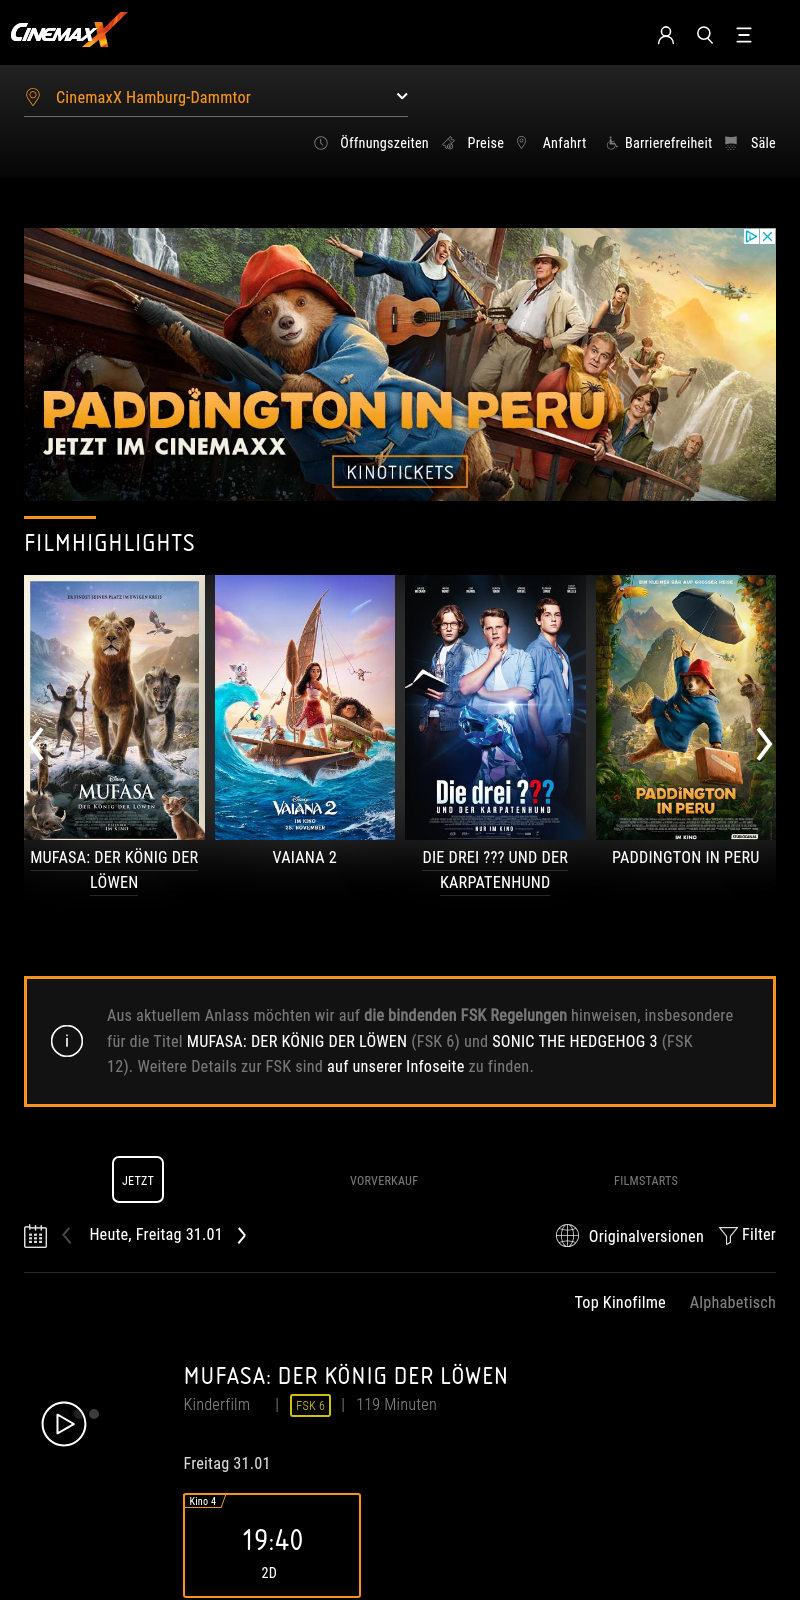 CINEMAXX
CinemaxX Hamburg-Dammtor
Öffnungszeiten Preise Anfahrt Barrierefreiheit Säle
PADDINGTON IN PERU
JETZT IM CINEMAXX
KINOTICKETS
FILMHIGHLIGHTS
ER FINDET SEINEN PLATZ IM EWIGEN KREIS
Disney
MUFASA
DER KÖNIG DER LÖWEN
IM KINO
Disney
VAIANA 2
IM KINO
28. NOVEMBER
Die drei ???
UND DER KARPATENHUND
NUR IM KINO
EIN KLEINER BÄR AUF GROSSER REISE
PADDINGTON
IN PERU
IM KINO
STUDIOCANAL
MUFASA: DER KÖNIG DER
LÖWEN
VAIANA 2
DIE DREI ??? UND DER
KARPATENHUND
PADDINGTON IN PERU
Aus aktuellem Anlass möchten wir auf die bindenden FSK Regelungen hinweisen, insbesondere
für die Titel MUFASA: DER KÖNIG DER LÖWEN (FSK 6) und SONIC THE HEDGEHOG 3 (FSK
12). Weitere Details zur FSK sind auf unserer Infoseite zu finden.
JETZT VORVERKAUF FILMSTARTS
Heute, Freitag 31.01 Originalversionen Filter
Top Kinofilme Alphabetisch
MUFASA: DER KÖNIG DER LÖWEN
Kinderfilm | FSK 6 | 119 Minuten
Freitag 31.01
Kino 4
19:40
2D